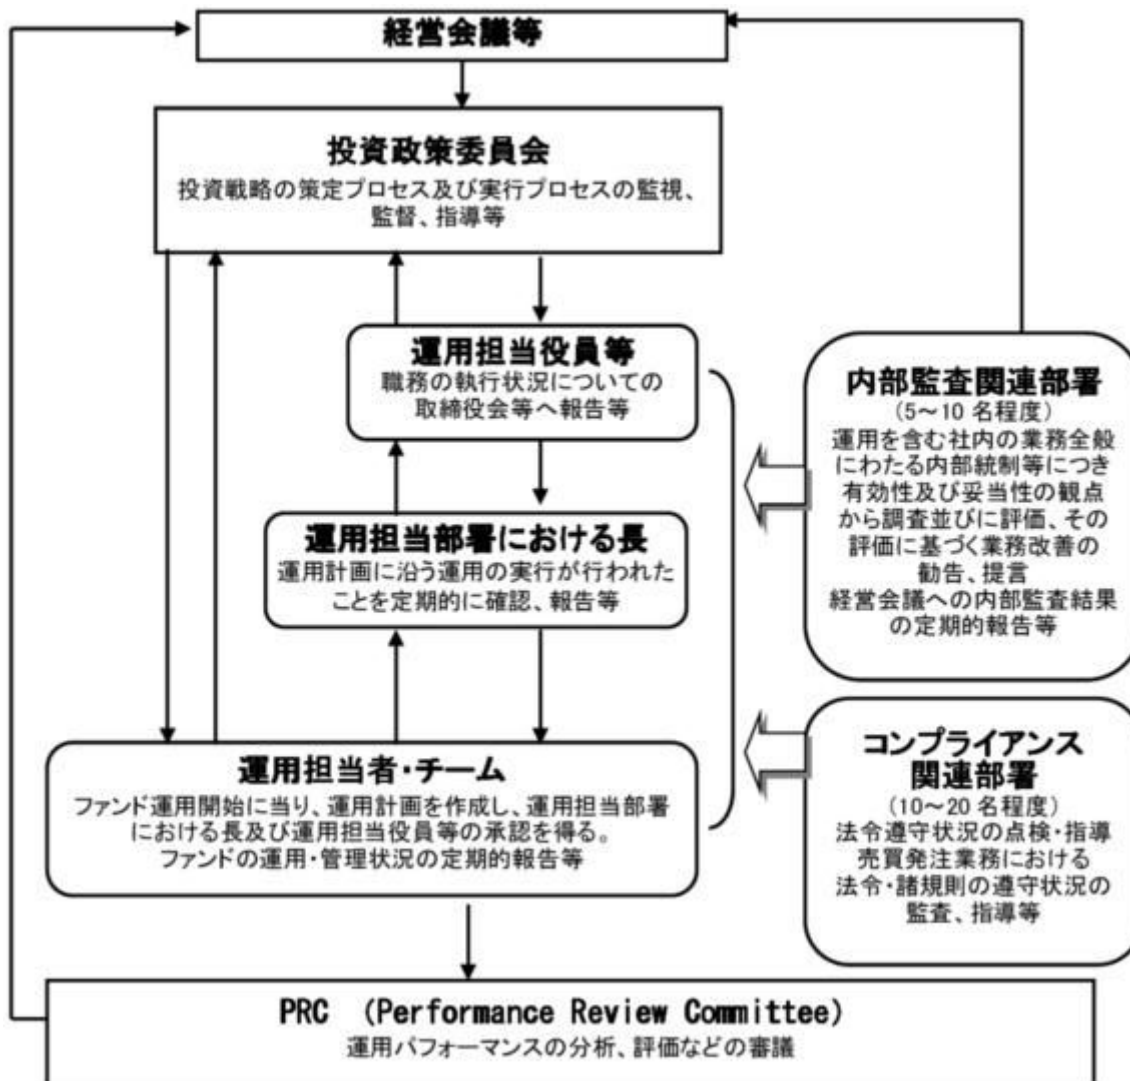 経営会議等
投資政策委員会
投資戦略の策定プロセス及び実行プロセスの監視、
監督、指導等
運用担当役員等
職務の執行状況についての
取締役会等へ報告等
運用担当部署における長
運用計画に沿う運用の実行が行われた
ことを定期的に確認、報告等
運用担当者・チーム
ファンド運用開始に当り、運用計画を作成し、運用担当部署
における長及び運用担当役員等の承認を得る。
ファンドの運用・管理状況の定期的報告等
内部監査関連部署
（5～10 名程度）
運用を含む社内の業務全般
にわたる内部統制等につき
有効性及び妥当性の観点
から調査並びに評価、その
評価に基づく業務改善の
勧告、提言
経営会議への内部監査結果
の定期的報告等
コンプライアンス
関連部署
（10～20 名程度）
法令遵守状況の点検・指導
売買発注業務における
法令・諸規則の遵守状況の
監査、指導等
PRC （Performance Review Committee）
運用パフォーマンスの分析、評価などの審議